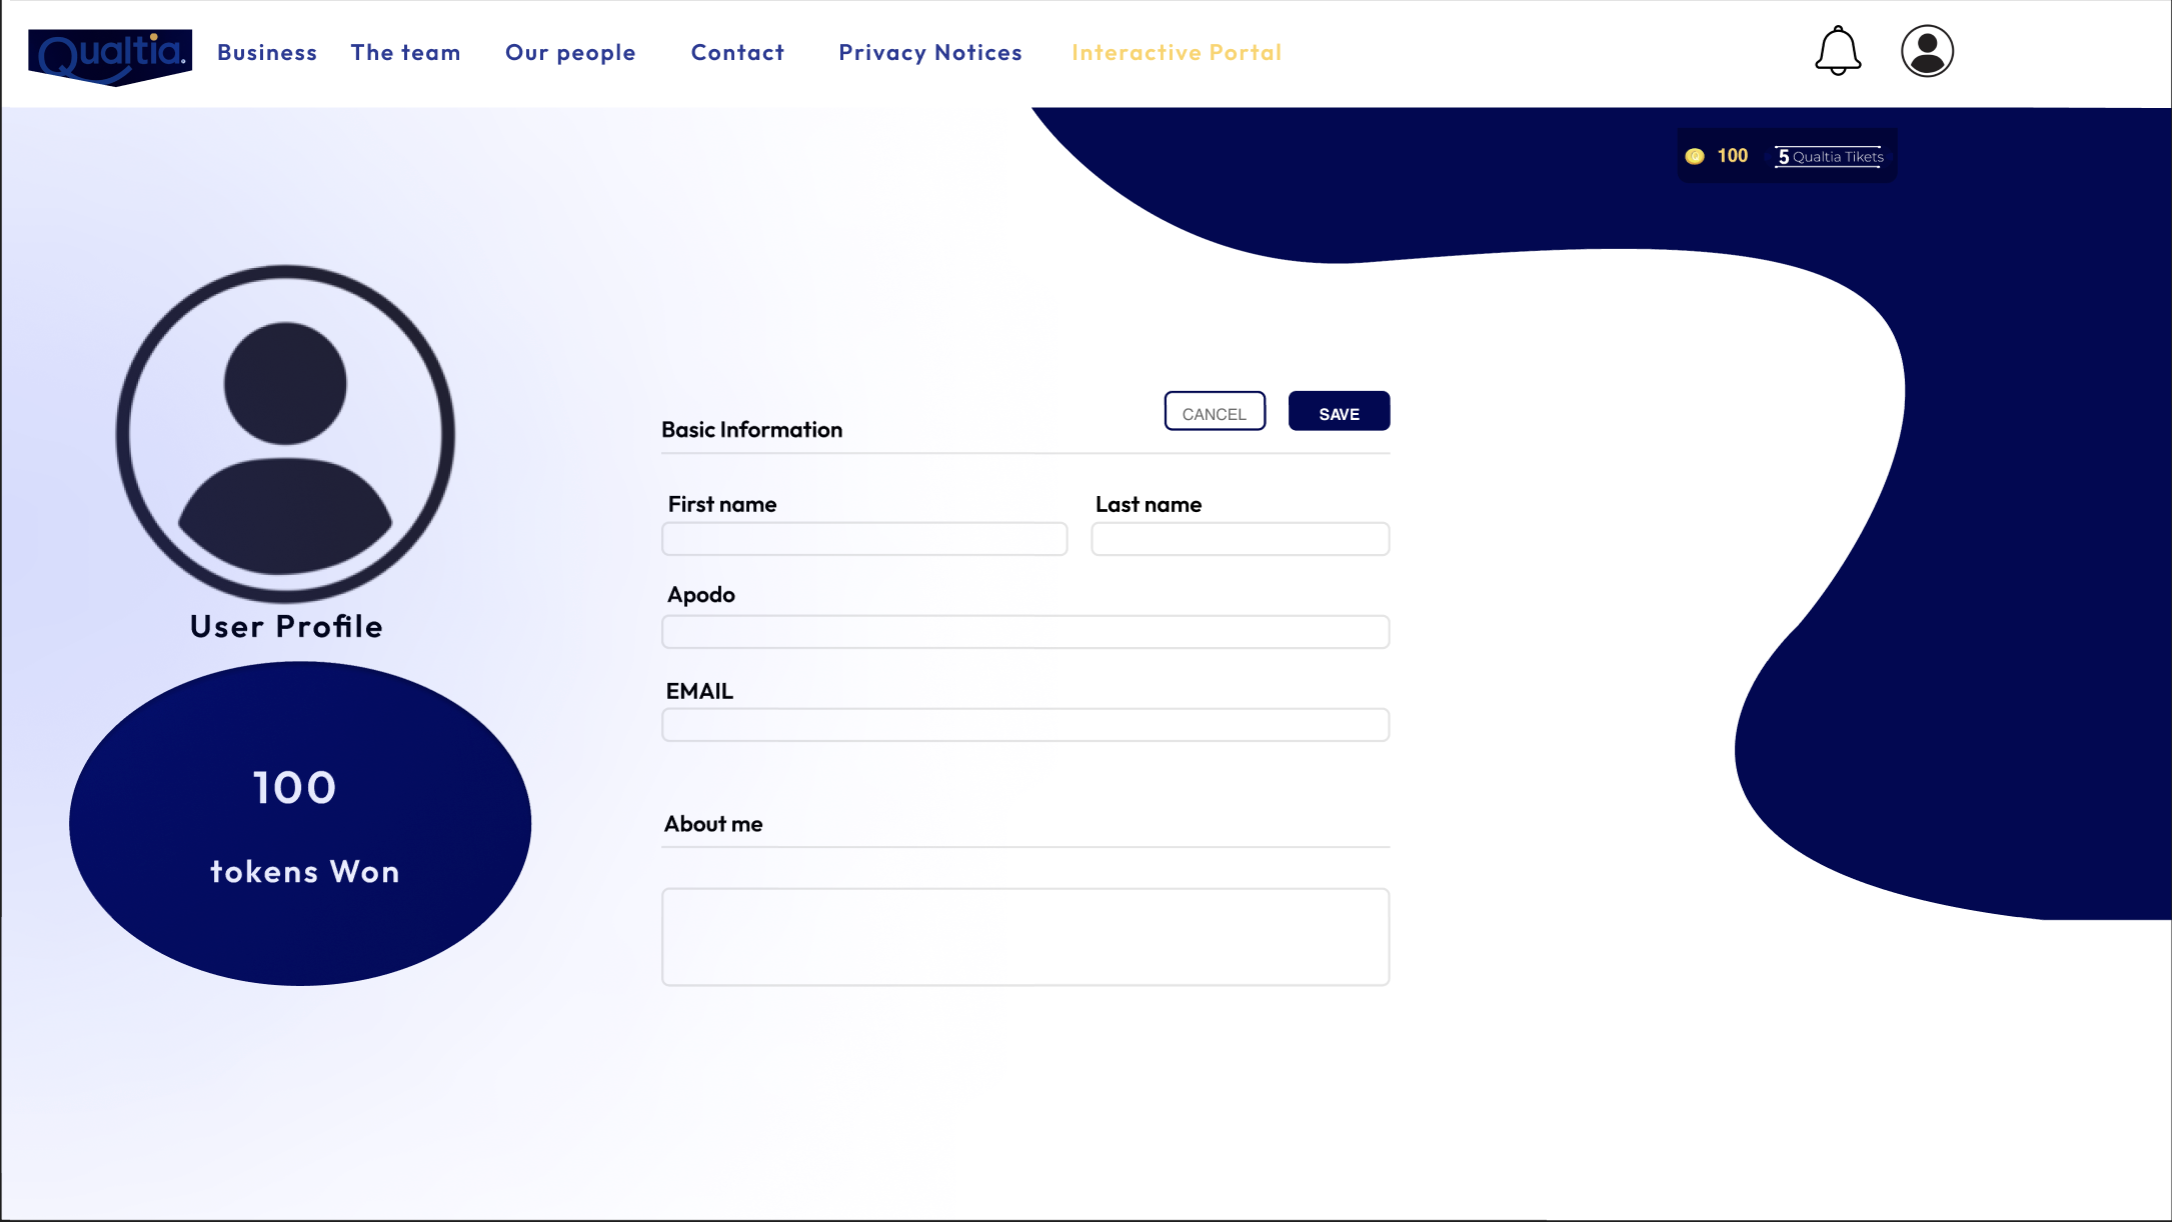 Qualtia. Business The team Our people Contact Privacy Notices Interactive Portal
100 5 Qualtia Tikets
CANCEL SAVE
Basic Information
First name Last name
Apodo
User Profile
EMAIL
100
About me
tokens Won